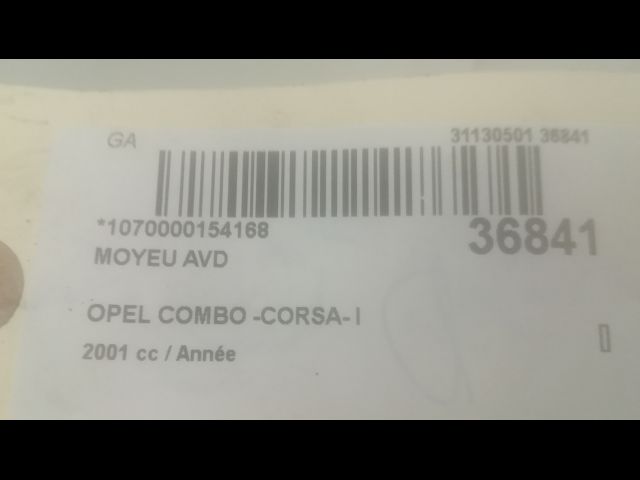 GA
31130501 36841
*1070000154168
36841
MOYEU AVD
OPEL COMBO -CORSA- I
2001 cc / Année